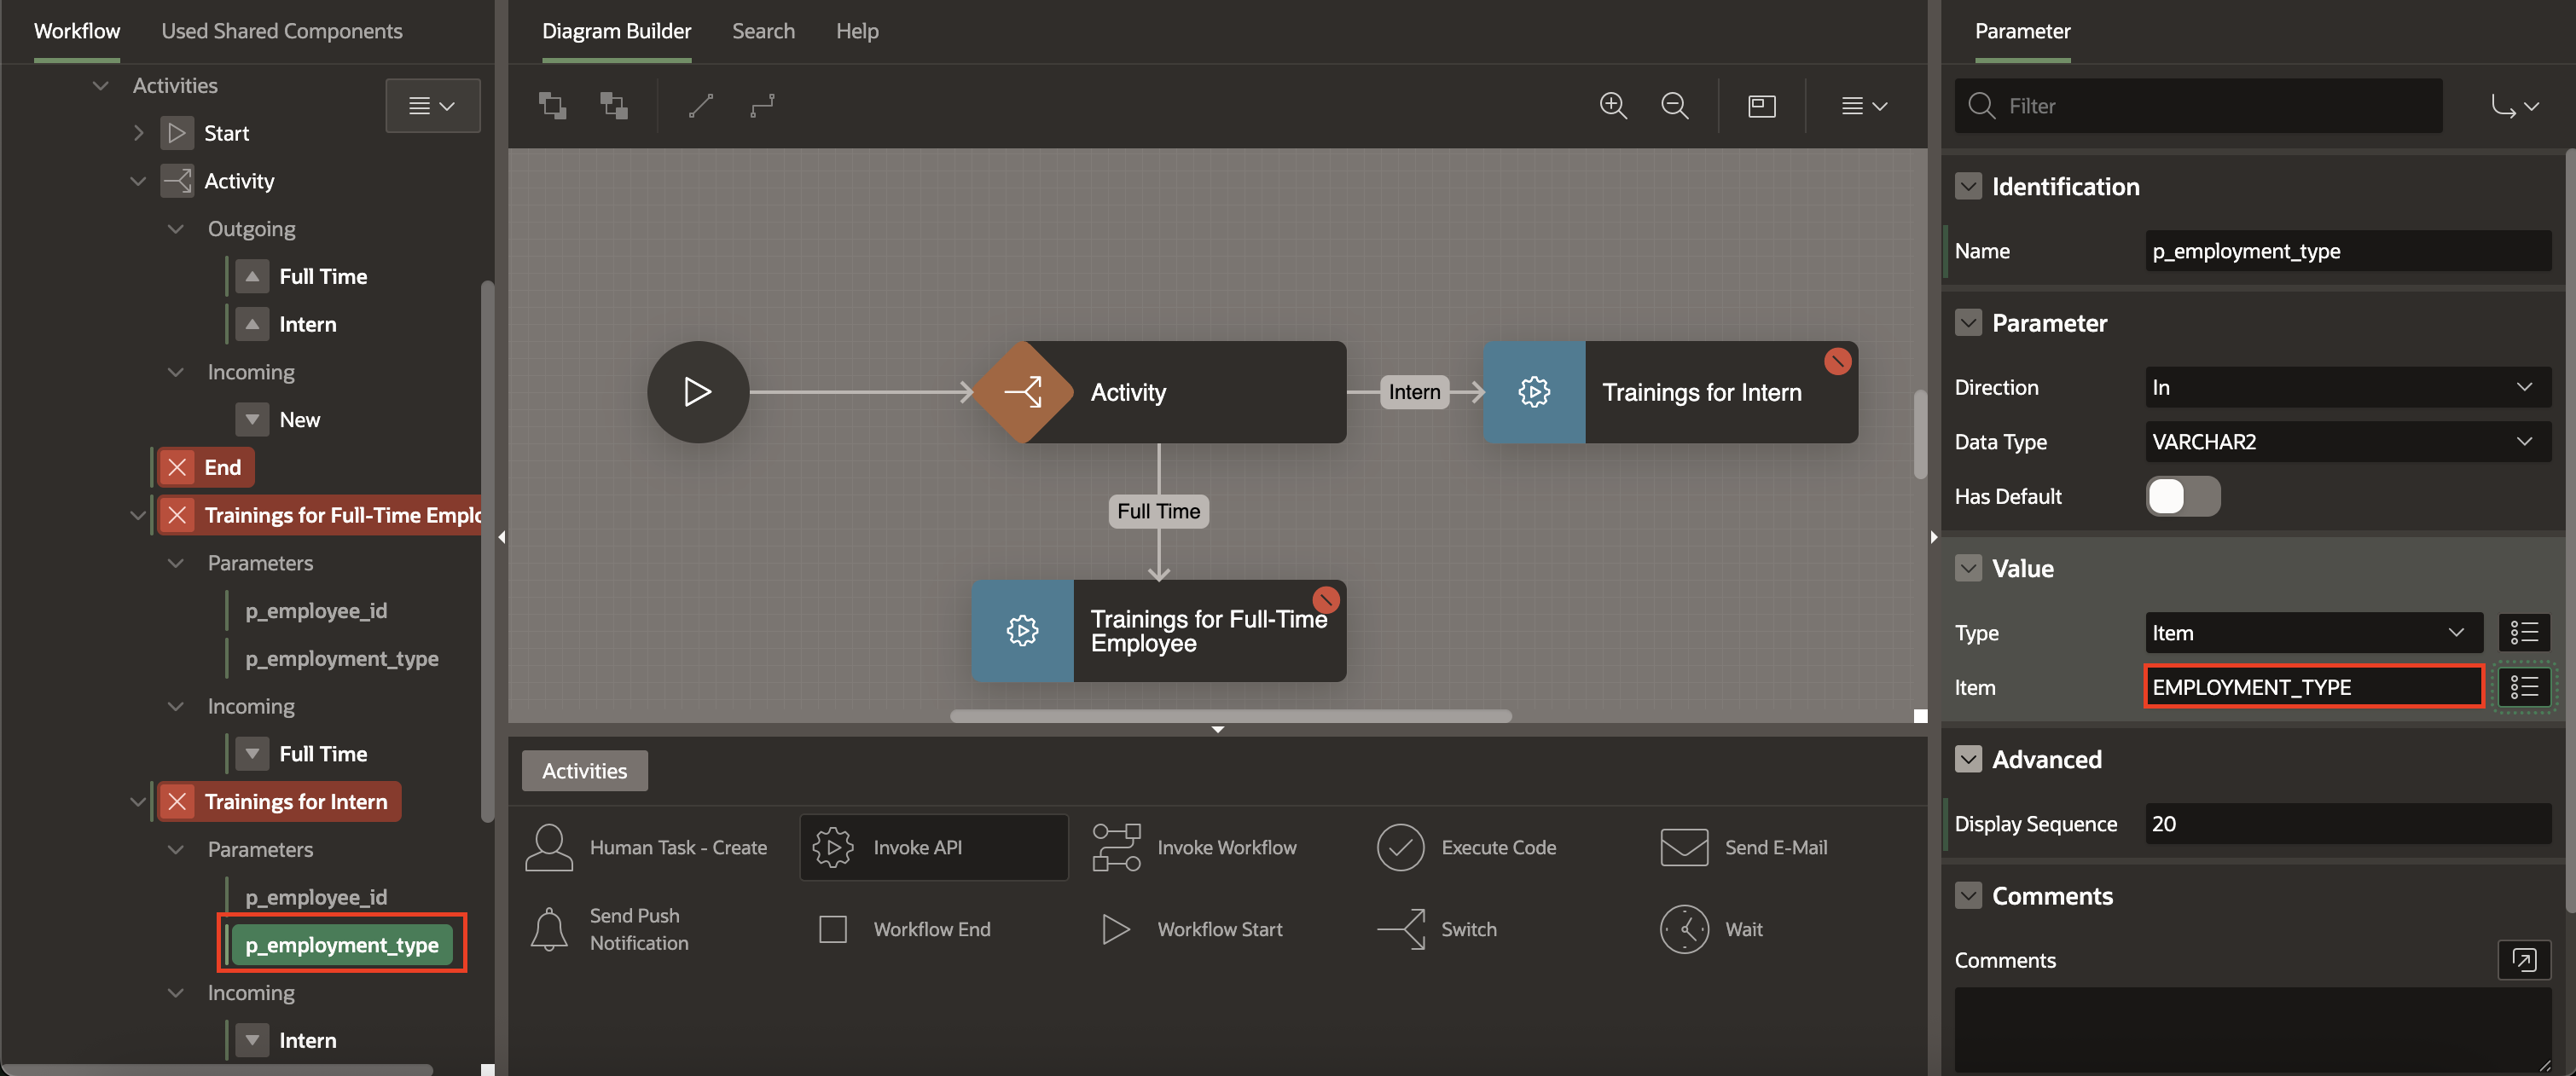 Workflow
Used Shared Components
Activities
Start
Activity
Outgoing
Full Time
Intern
Incoming
New
End
Trainings for Full-Time Emplo
Parameters
p_employee_id
p_employment_type
Incoming
Full Time
Trainings for Intern
Parameters
p_employee_id
p_employment_type
Incoming
Intern
Diagram Builder
Search
Help
Activity
Intern
Trainings for Intern
Full Time
Trainings for Full-Time
Employee
Activities
Human Task - Create
Invoke API
Invoke Workflow
Execute Code
Send E-Mail
Send Push
Notification
Workflow End
Workflow Start
Switch
Wait
Parameter
Filter
Identification
Name
p_employment_type
Parameter
Direction
In
Data Type
VARCHAR2
Has Default
Value
Type
Item
Item
EMPLOYMENT_TYPE
Advanced
Display Sequence
20
Comments
Comments